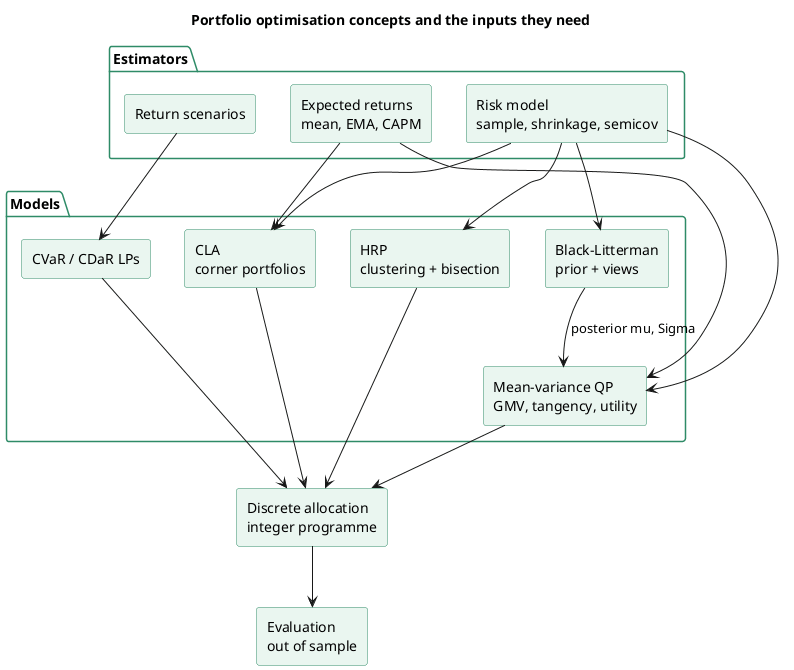 Portfolio optimisation concepts and the inputs they need
Estimators
Return scenarios
Expected returns
mean, EMA, CAPM
Risk model
sample, shrinkage, semicov
Models
CVaR / CDaR LPs
CLA
corner portfolios
HRP
clustering + bisection
Black-Litterman
prior + views
posterior mu, Sigma
Mean-variance QP
GMV, tangency, utility
Discrete allocation
integer programme
Evaluation
out of sample